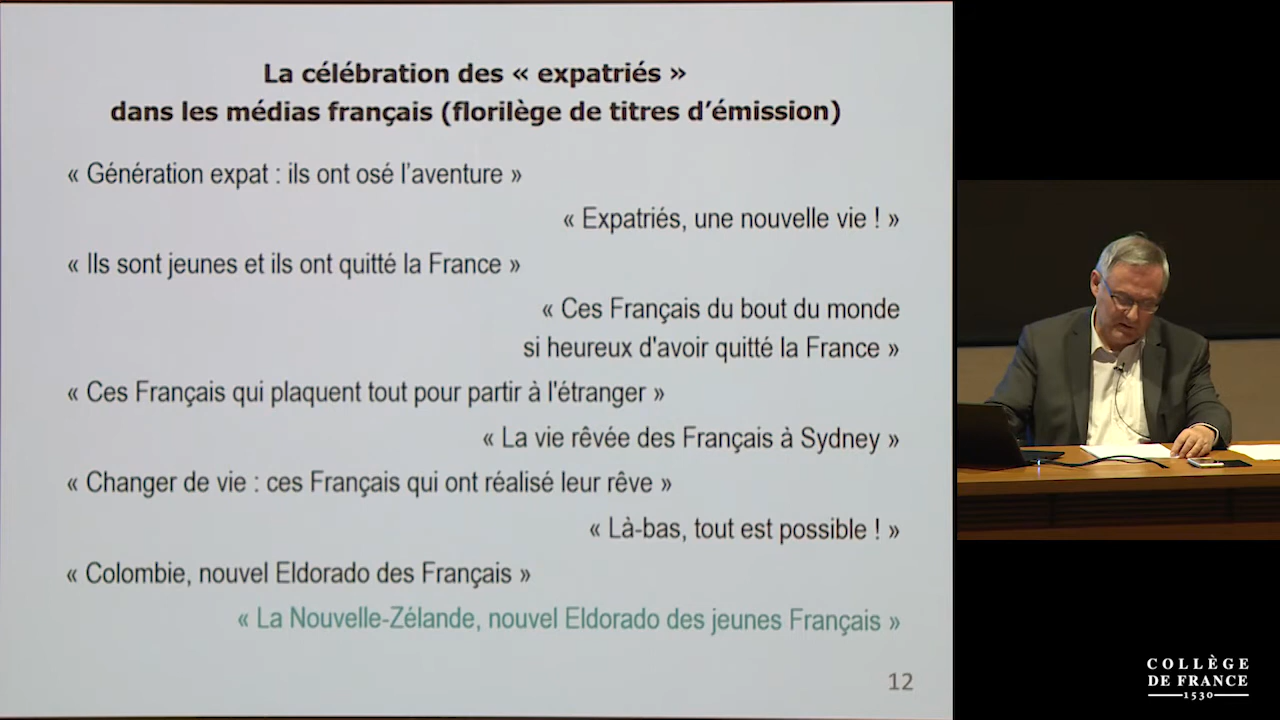 La célébration des « expatriés »
dans les médias français (florilège de titres d’émission)
« Génération expat : ils ont osé l’aventure »
« Expatriés, une nouvelle vie ! »
« Ils sont jeunes et ils ont quitté la France »
« Ces Français du bout du monde
si heureux d'avoir quitté la France »
« Ces Français qui plaquent tout pour partir à l'étranger »
« La vie rêvée des Français à Sydney »
« Changer de vie : ces Français qui ont réalisé leur rêve »
« Là-bas, tout est possible ! »
« Colombie, nouvel Eldorado des Français »
« La Nouvelle-Zélande, nouvel Eldorado des jeunes Français »
12
COLLÈGE
DE FRANCE
1530